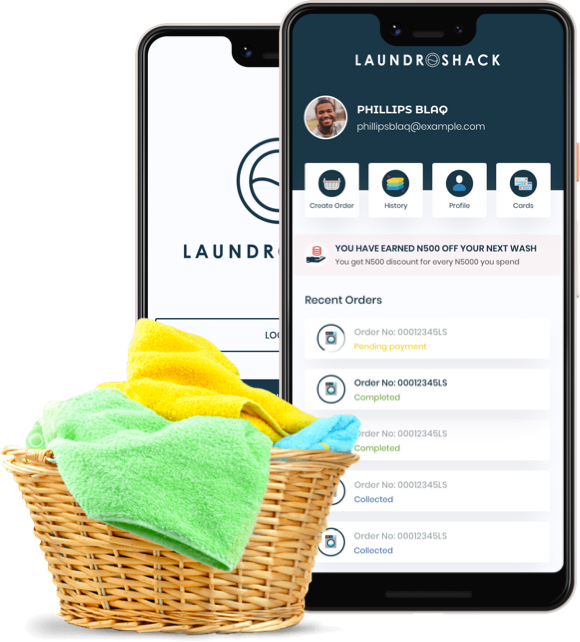 LAUNDROSHACK
PHILLIPS BLAQ
phillipsblaq@example.com
Create Order
History
Profile
Cards
YOU HAVE EARNED N500 OFF YOUR NEXT WASH
You get N500 discount for every N5000 you spend
Recent Orders
Order No: 00012345LS
Pending payment
Order No: 00012345LS
Completed
Order No: 00012345LS
Completed
Order No: 00012345LS
Collected
Order No: 00012345LS
Collected
LAUNDR
LO